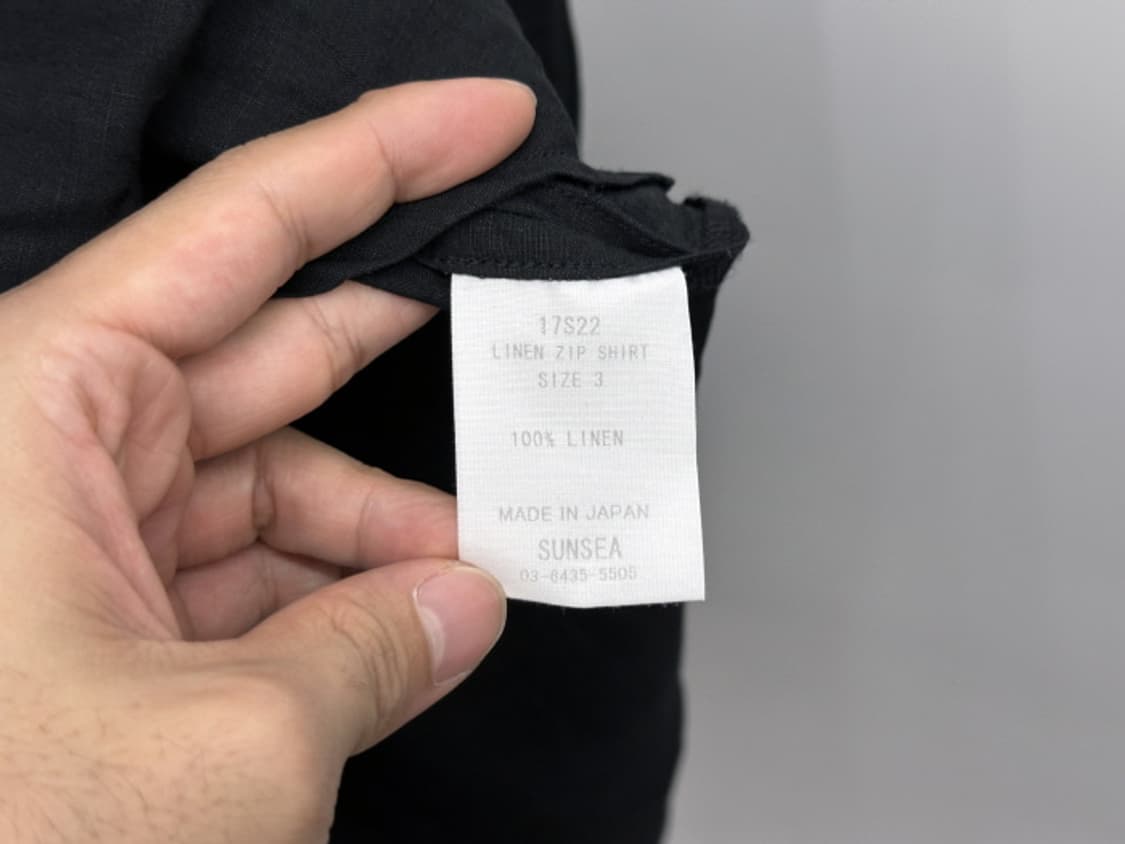 17S22
LINEN ZIP SHIRT
SIZE 3
100% LINEN
MADE IN JAPAN
SUNSEA
03-6435-5505